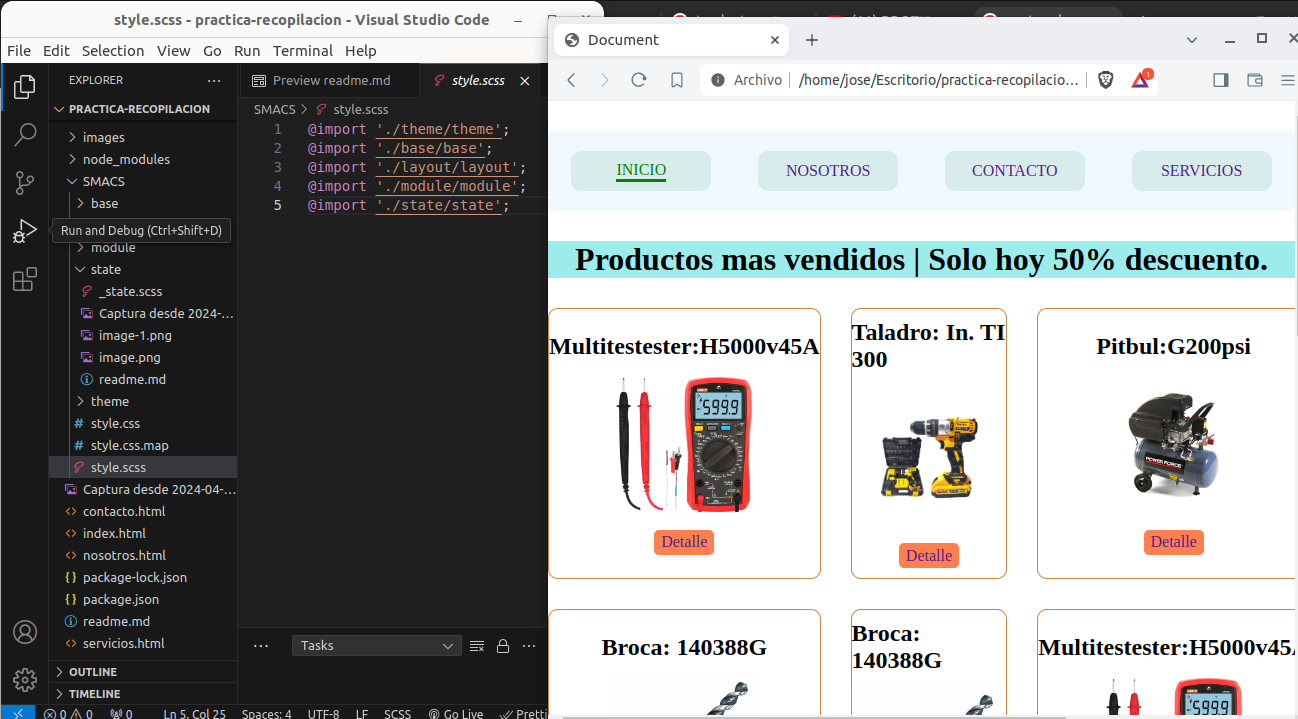 style.scss - practica-recopilacion - Visual Studio Code
File Edit Selection View Go Run Terminal Help
EXPLORER
PRACTICA-RECOPILACION
images
node_modules
SMACS
base
Run and Debug (Ctrl+Shift+D)
module
state
_state.scss
Captura desde 2024-...
image-1.png
image.png
readme.md
theme
style.css
style.css.map
style.scss
Captura desde 2024-04-...
contacto.html
index.html
nosotros.html
package-lock.json
package.json
readme.md
servicios.html
OUTLINE
TIMELINE
Preview readme.md
style.scss
SMACS > style.scss
1 @import './theme/theme';
2 @import './base/base';
3 @import './layout/layout';
4 @import './module/module';
5 @import './state/state';
Tasks
0 0 0 Ln 5, Col 25 Spaces: 4 UTF-8 LF SCSS Go Live Pretti
Document
Archivo /home/jose/Escritorio/practica-recopilacio... 1
INICIO NOSOTROS CONTACTO SERVICIOS
Productos mas vendidos | Solo hoy 50% descuento.
Multitestester:H5000v45A
5999
Detalle
Taladro: In. TI
300
Detalle
Pitbul:G200psi
POWER FORCE
Detalle
Broca: 140388G
Broca:
140388G
Multitestester:H5000v45A
5999